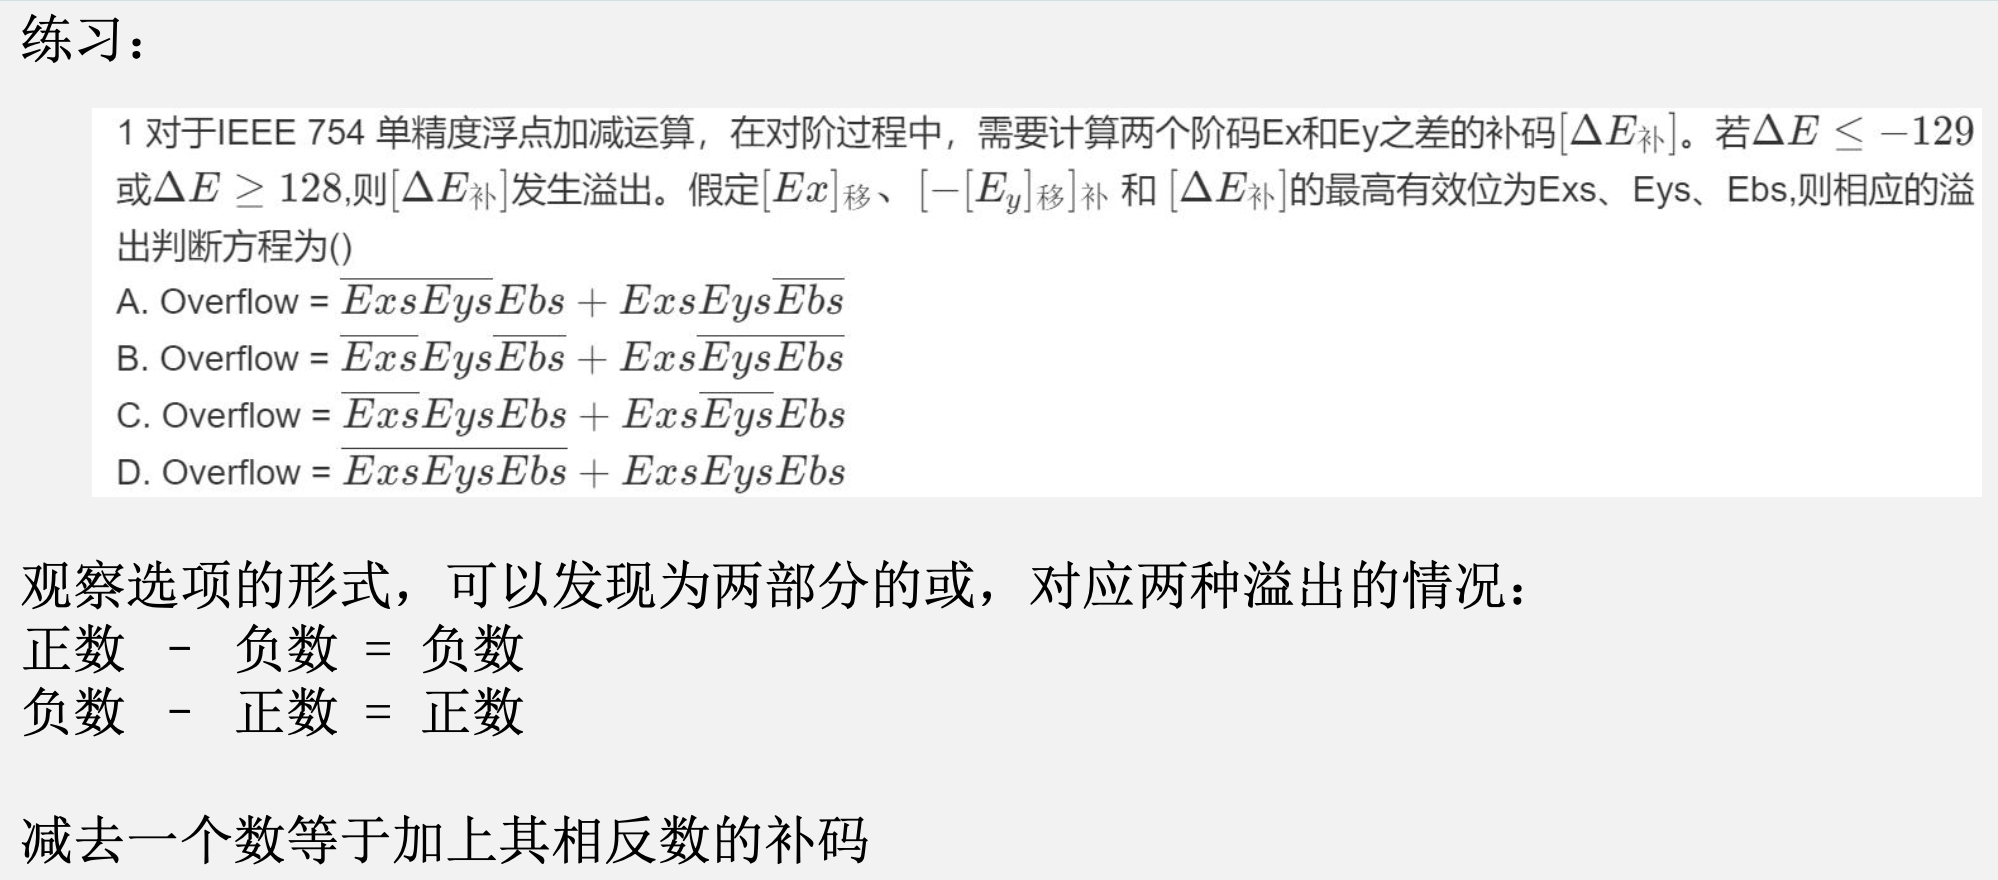 练习：
1 对于IEEE 754 单精度浮点加减运算，在对阶过程中，需要计算两个阶码Ex和Ey之差的补码$[\Delta E_{补}]$。若$\Delta E \leq -129$
或$\Delta E \geq 128$,则$[\Delta E_{补}]$发生溢出。假定$[Ex]_{移}$、$[-[E_y]_{移}]_{补}$ 和 $[\Delta E_{补}]$的最高有效位为Exs、Eys、Ebs,则相应的溢
出判断方程为()
A. Overflow = $\overline{ExsEys}Ebs + ExsEys\overline{Ebs}$
B. Overflow = $\overline{Exs}Eys\overline{Ebs} + Exs\overline{EysEbs}$
C. Overflow = $\overline{Exs}EysEbs + Exs\overline{Eys}Ebs$
D. Overflow = $\overline{ExsEysEbs} + ExsEysEbs$
观察选项的形式，可以发现为两部分的或，对应两种溢出的情况：
正数 - 负数 = 负数
负数 - 正数 = 正数
减去一个数等于加上其相反数的补码